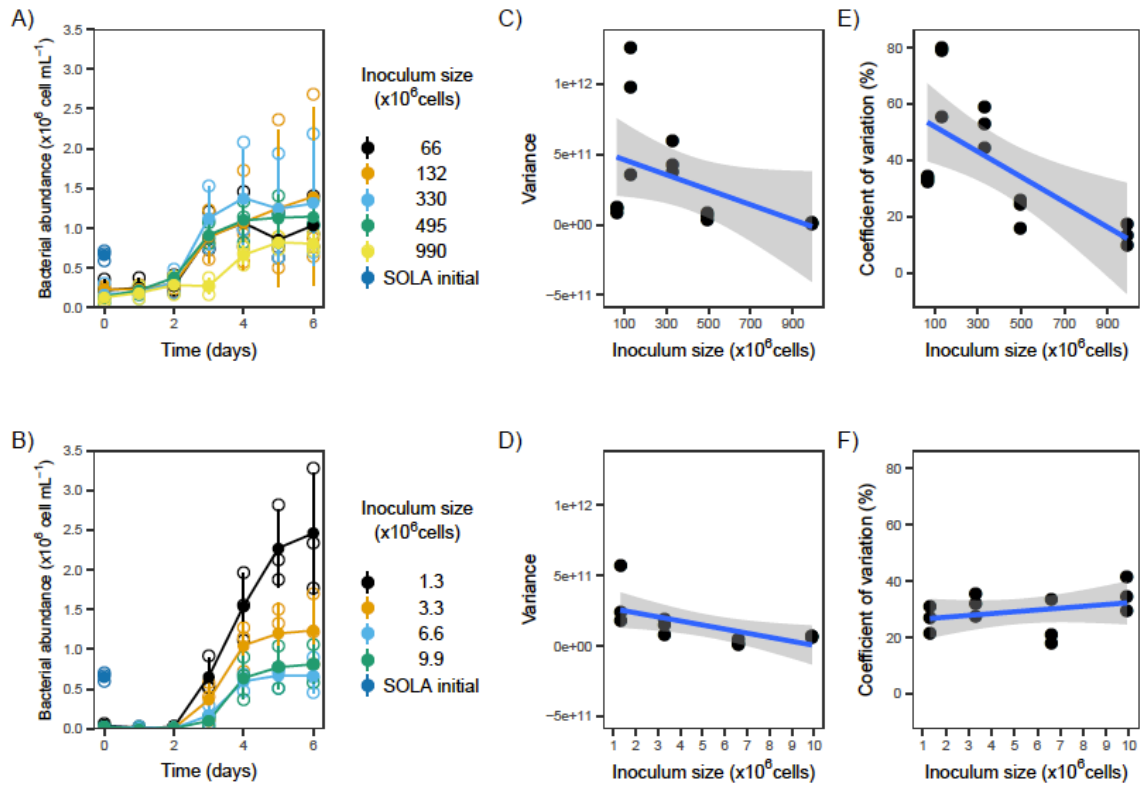 A)
Bacterial abundance (x10⁶ cell mL⁻¹)
3.5
3.0
2.5
2.0
1.5
1.0
0.5
0.0
0 2 4 6
Time (days)
Inoculum size
(x10⁶cells)
66
132
330
495
990
SOLA initial
C)
Variance
1e+12
5e+11
0e+00
−5e+11
100 300 500 700 900
Inoculum size (x10⁶cells)
E)
Coefficient of variation (%)
80
60
40
20
0
100 300 500 700 900
Inoculum size (x10⁶cells)
B)
Bacterial abundance (x10⁶ cell mL⁻¹)
3.5
3.0
2.5
2.0
1.5
1.0
0.5
0.0
0 2 4 6
Time (days)
Inoculum size
(x10⁶cells)
1.3
3.3
6.6
9.9
SOLA initial
D)
Variance
1e+12
5e+11
0e+00
−5e+11
1 2 3 4 5 6 7 8 9 10
Inoculum size (x10⁶cells)
F)
Coefficient of variation (%)
80
60
40
20
0
1 2 3 4 5 6 7 8 9 10
Inoculum size (x10⁶cells)